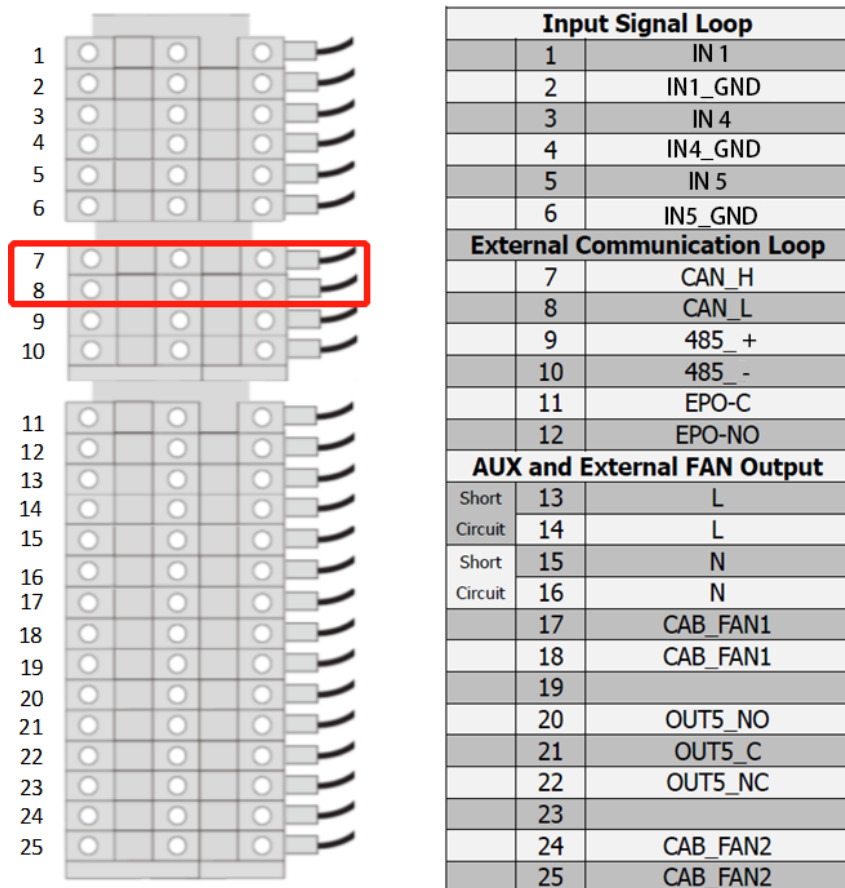 1
2
3
4
5
6
7
8
9
10
11
12
13
14
15
16
17
18
19
20
21
22
23
24
25
Input Signal Loop
1 IN 1
2 IN1_GND
3 IN 4
4 IN4_GND
5 IN 5
6 IN5_GND
External Communication Loop
7 CAN_H
8 CAN_L
9 485_ +
10 485_ -
11 EPO-C
12 EPO-NO
AUX and External FAN Output
Short 13 L
Circuit 14 L
Short 15 N
Circuit 16 N
17 CAB_FAN1
18 CAB_FAN1
19
20 OUT5_NO
21 OUT5_C
22 OUT5_NC
23
24 CAB_FAN2
25 CAB_FAN2